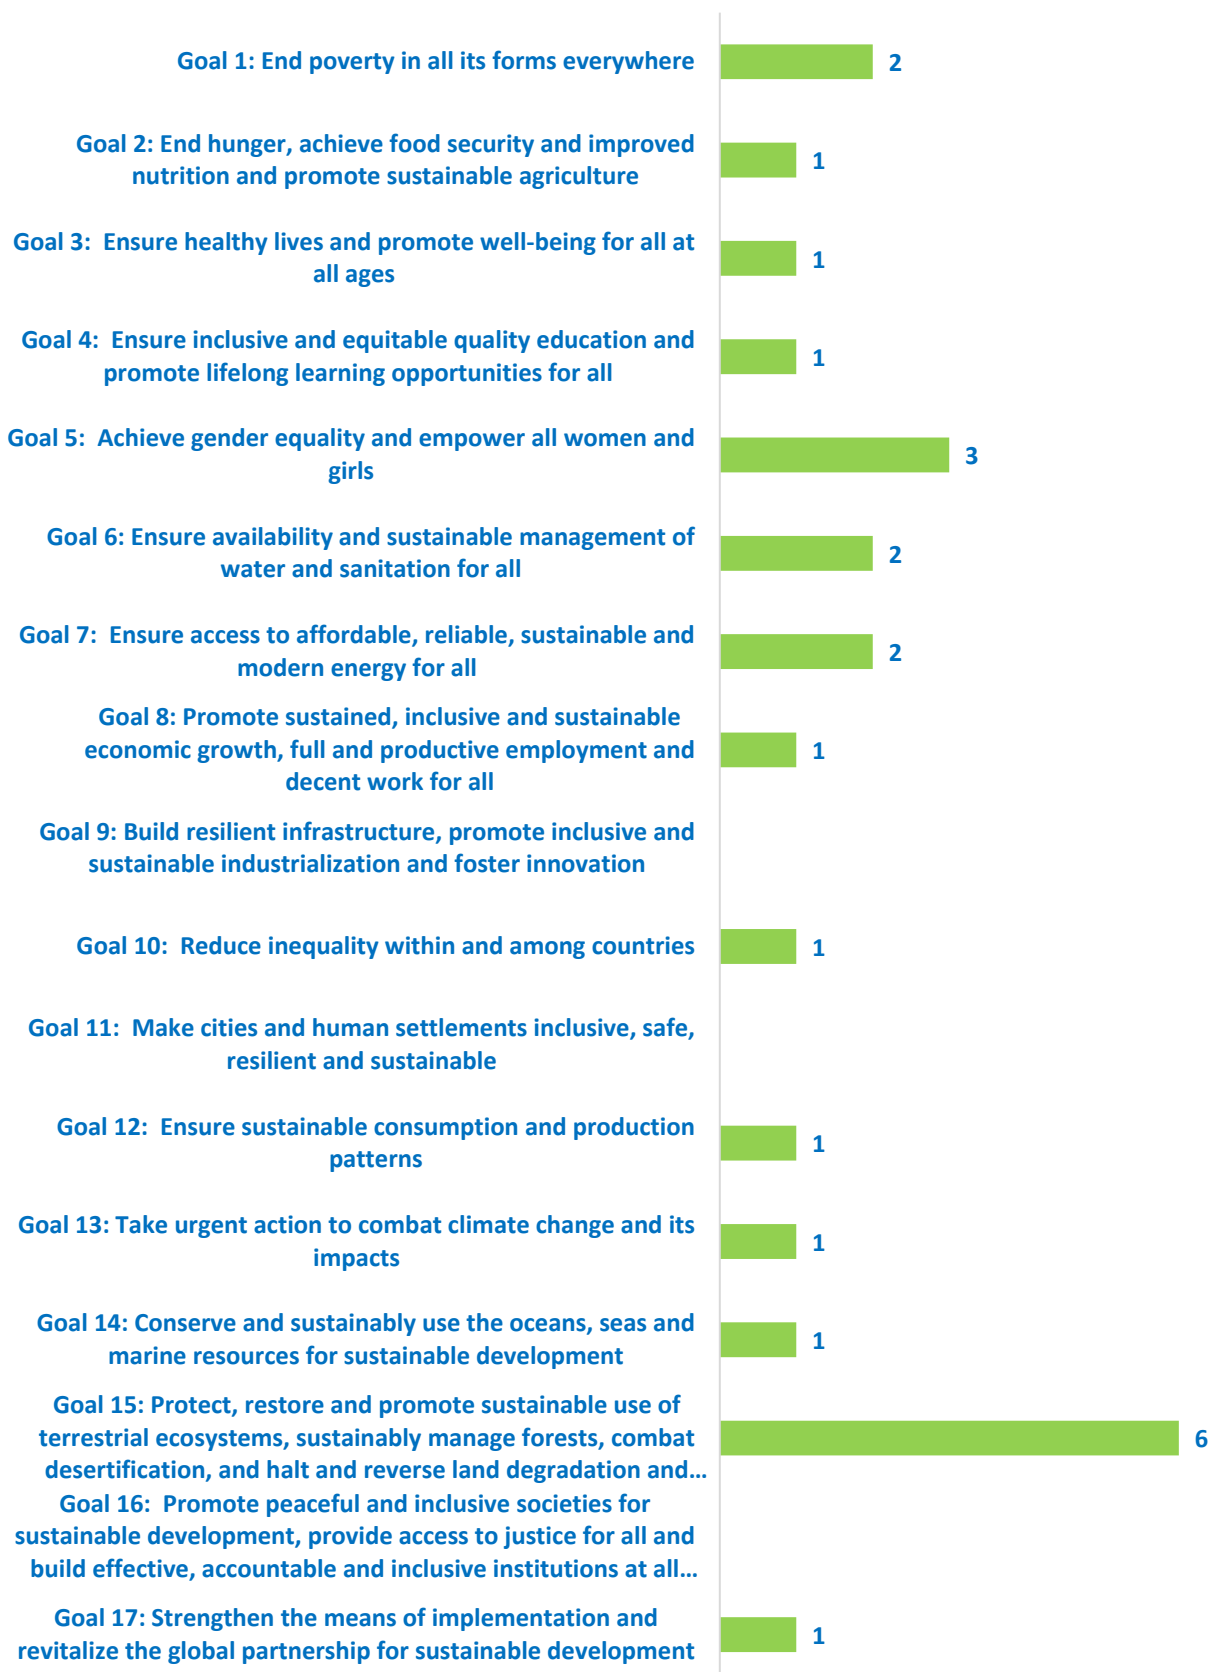 Goal 1: End poverty in all its forms everywhere
2
Goal 2: End hunger, achieve food security and improved
nutrition and promote sustainable agriculture
1
Goal 3:  Ensure healthy lives and promote well-being for all at
all ages
1
Goal 4:  Ensure inclusive and equitable quality education and
promote lifelong learning opportunities for all
1
Goal 5:  Achieve gender equality and empower all women and
girls
3
Goal 6: Ensure availability and sustainable management of
water and sanitation for all
2
Goal 7:  Ensure access to affordable, reliable, sustainable and
modern energy for all
2
Goal 8: Promote sustained, inclusive and sustainable
economic growth, full and productive employment and
decent work for all
1
Goal 9: Build resilient infrastructure, promote inclusive and
sustainable industrialization and foster innovation
Goal 10:  Reduce inequality within and among countries
1
Goal 11:  Make cities and human settlements inclusive, safe,
resilient and sustainable
Goal 12:  Ensure sustainable consumption and production
patterns
1
Goal 13: Take urgent action to combat climate change and its
impacts
1
Goal 14: Conserve and sustainably use the oceans, seas and
marine resources for sustainable development
1
Goal 15: Protect, restore and promote sustainable use of
terrestrial ecosystems, sustainably manage forests, combat
desertification, and halt and reverse land degradation and…
6
Goal 16:  Promote peaceful and inclusive societies for
sustainable development, provide access to justice for all and
build effective, accountable and inclusive institutions at all…
Goal 17: Strengthen the means of implementation and
revitalize the global partnership for sustainable development
1